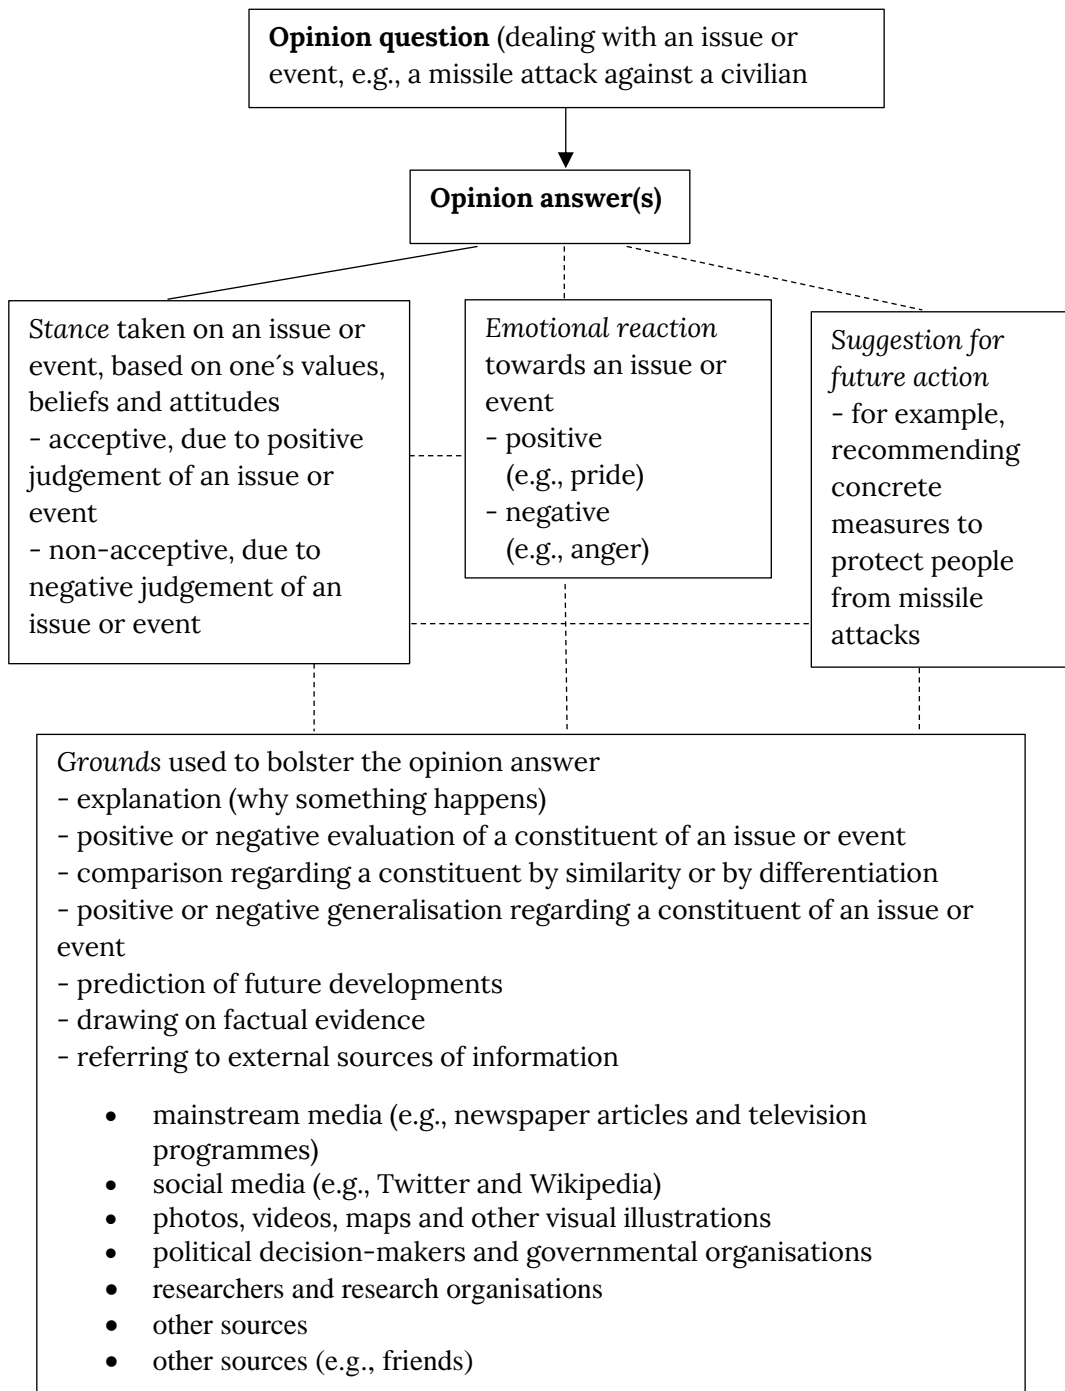 Opinion question (dealing with an issue or
event, e.g., a missile attack against a civilian
Opinion answer(s)
Stance taken on an issue or
event, based on one´s values,
beliefs and attitudes
- acceptive, due to positive
judgement of an issue or
event
- non-acceptive, due to
negative judgement of an
issue or event
Emotional reaction
towards an issue or
event
- positive
(e.g., pride)
- negative
(e.g., anger)
Suggestion for
future action
- for example,
recommending
concrete
measures to
protect people
from missile
attacks
Grounds used to bolster the opinion answer
- explanation (why something happens)
- positive or negative evaluation of a constituent of an issue or event
- comparison regarding a constituent by similarity or by differentiation
- positive or negative generalisation regarding a constituent of an issue or
event
- prediction of future developments
- drawing on factual evidence
- referring to external sources of information
• mainstream media (e.g., newspaper articles and television
programmes)
• social media (e.g., Twitter and Wikipedia)
• photos, videos, maps and other visual illustrations
• political decision-makers and governmental organisations
• researchers and research organisations
• other sources
• other sources (e.g., friends)